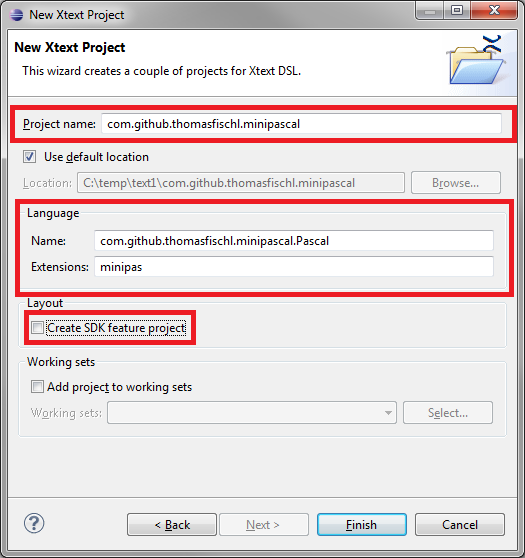 New Xtext Project
New Xtext Project
This wizard creates a couple of projects for Xtext DSL.
Project name: com.github.thomasfischl.minipascal
Use default location
Location: C:\temp\text1\com.github.thomasfischl.minipascal Browse...
Language
Name: com.github.thomasfischl.minipascal.Pascal
Extensions: minipas
Layout
Create SDK feature project
Working sets
Add project to working sets
Working sets: Select...
? < Back Next > Finish Cancel